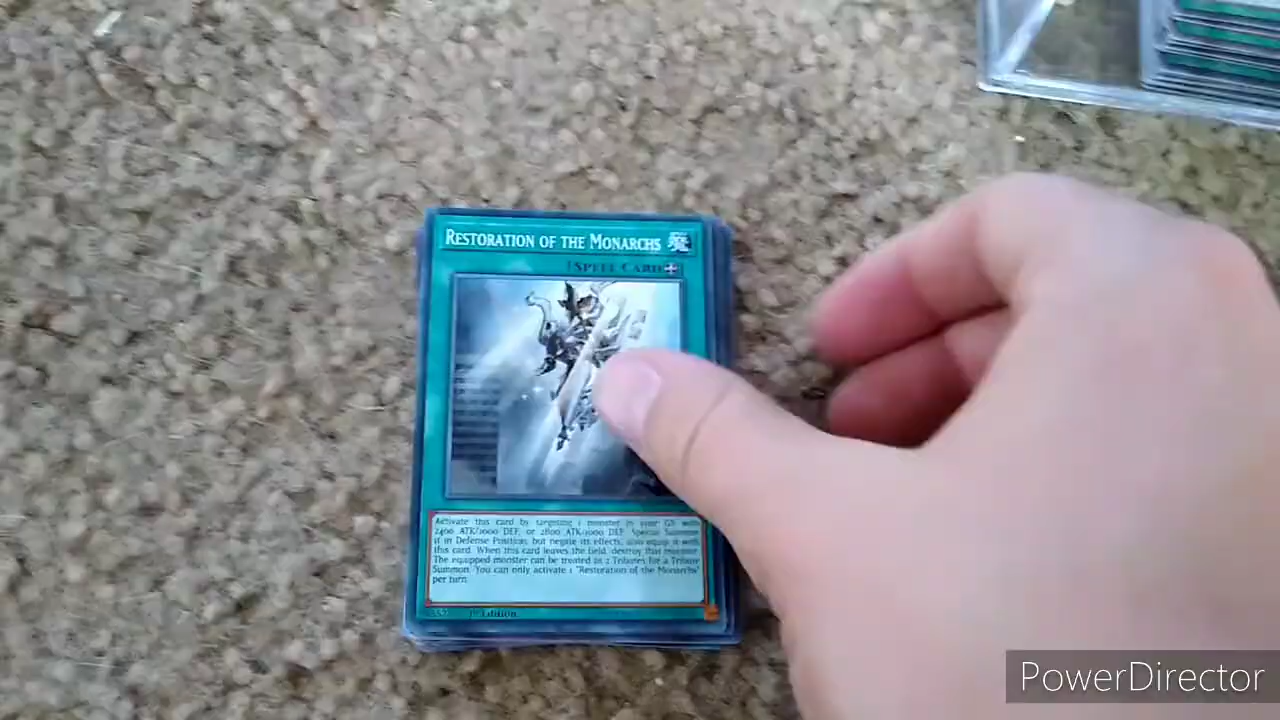 RESTORATION OF THE MONARCHS
[SPELL CARD
Activate this card by targeting 1 monster in your GY with
2400 ATK/1000 DEF, or 2800 ATK/1000 DEF; Special Summon
it in Defense Position, but negate its effects, also equip it with
this card. When this card leaves the field, destroy that monster.
The equipped monster can be treated as 2 Tributes for a Tribute
Summon. You can only activate 1 "Restoration of the Monarchs"
per turn.
1st Edition
PowerDirector